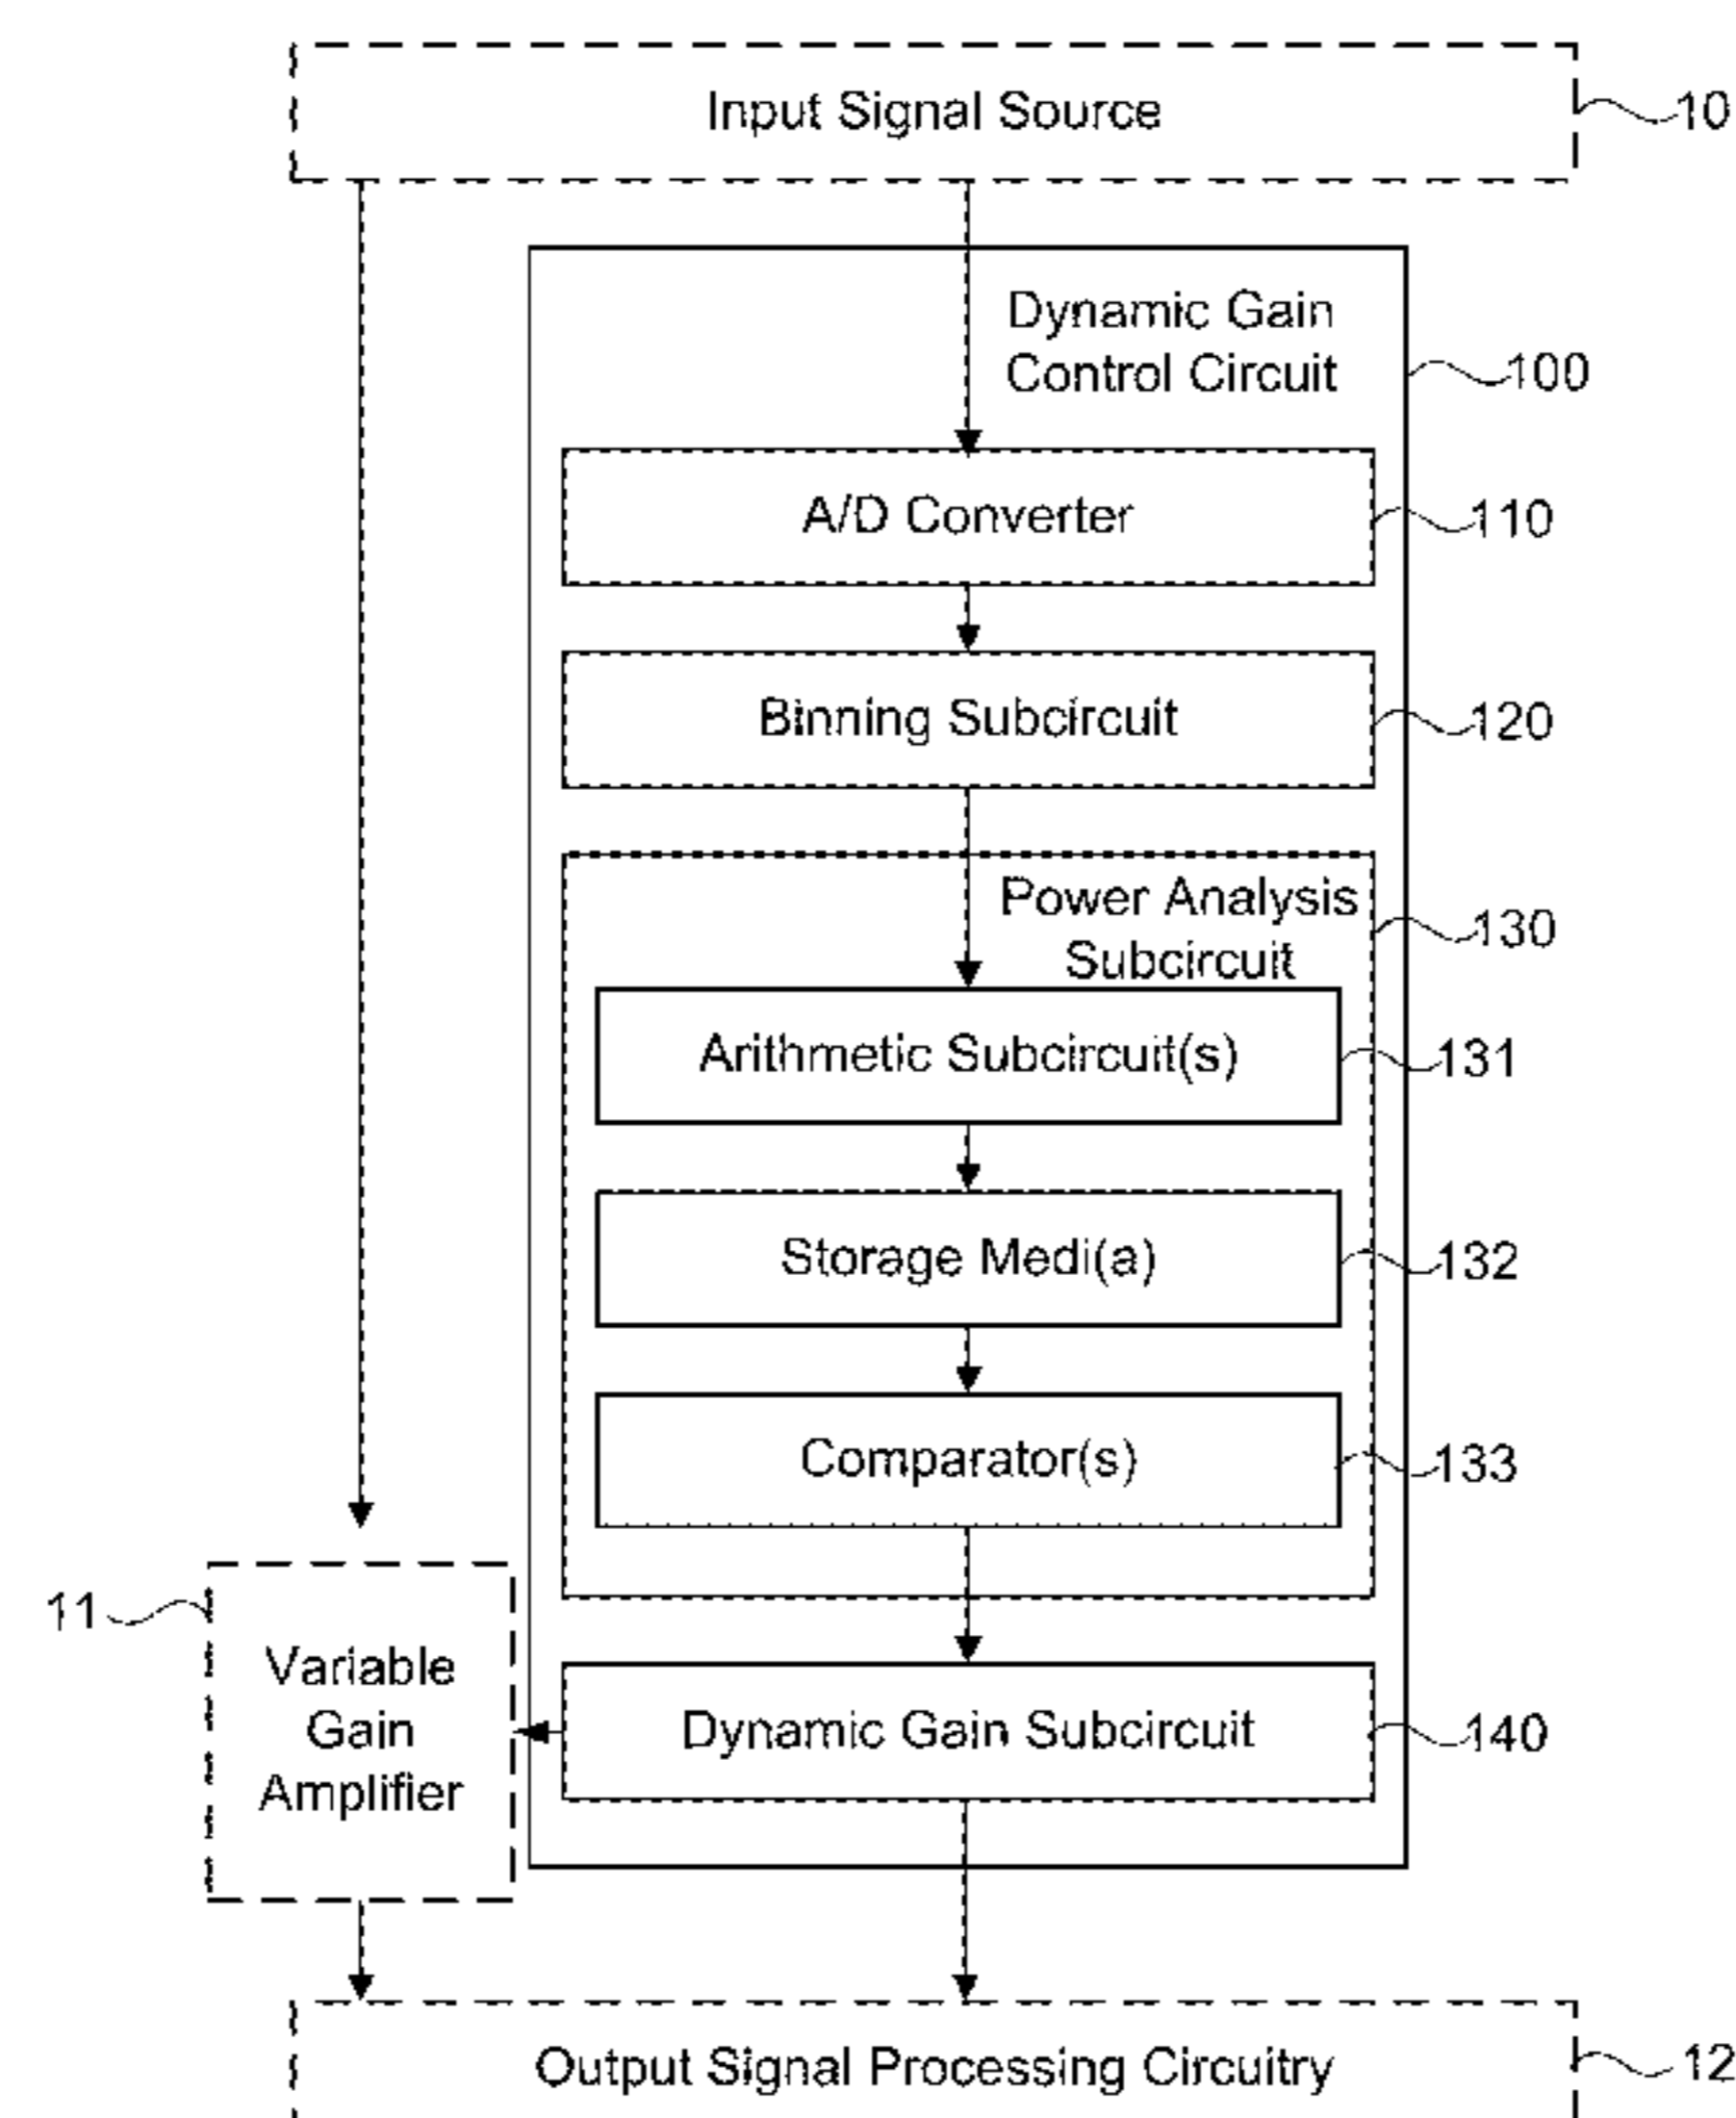 Input Signal Source
10
Dynamic Gain
Control Circuit
100
A/D Converter
110
Binning Subcircuit
120
Power Analysis
Subcircuit
130
Arithmetic Subcircuit(s)
131
Storage Medi(a)
132
Comparator(s)
133
11
Variable
Gain
Amplifier
Dynamic Gain Subcircuit
140
Output Signal Processing Circuitry
12